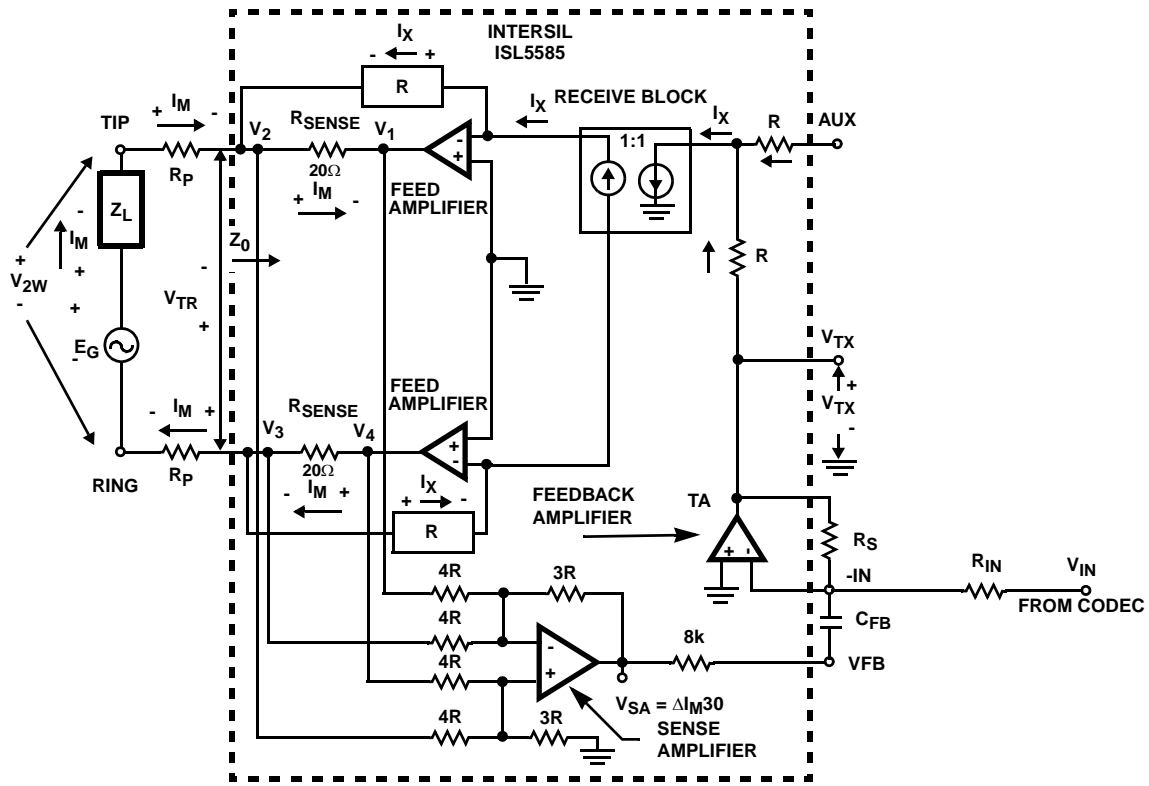 INTERSIL
ISL5585
IX
- +
R
RECEIVE BLOCK
IX
IX
1:1
R
AUX
IM
+ -
TIP
RP
V2
RSENSE
V1
20Ω
IM
+ -
FEED
AMPLIFIER
-
+
ZL
-
IM
+
Z0
R
V2W
+
-
VTR
-
+
+
+
-
EG
VTX
+
VTX
-
FEED
AMPLIFIER
IM
- +
RP
RING
V3
RSENSE
V4
20Ω
IM
- +
+
-
IX
+ -
R
FEEDBACK
AMPLIFIER
TA
+ -
RS
-IN
RIN
VIN
FROM CODEC
CFB
VFB
8k
4R
3R
4R
4R
4R
3R
-
+
VSA = ΔIM30
SENSE
AMPLIFIER